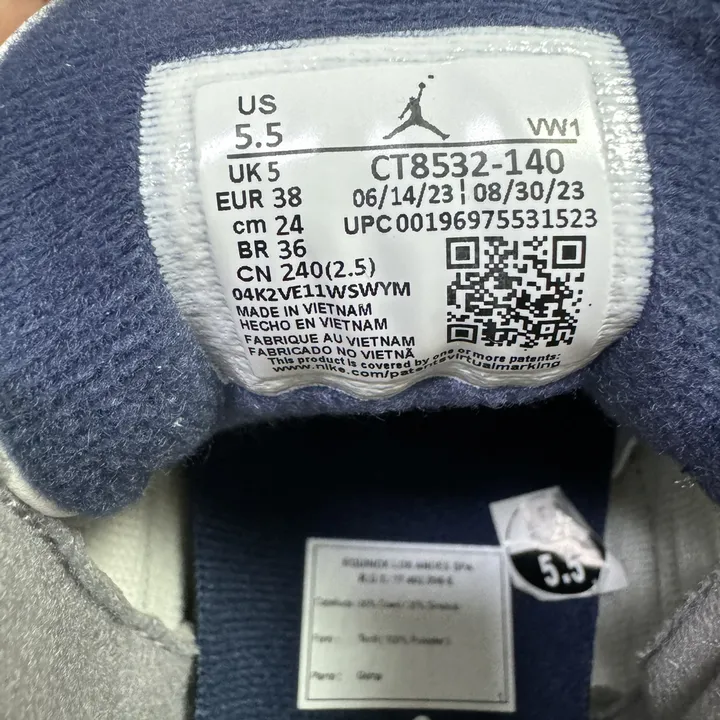 US
5.5
VW1
UK 5
CT8532-140
EUR 38
06/14/23 | 08/30/23
cm 24
UPC 00196975531523
BR 36
CN 240(2.5)
04K2VE11WSWYM
MADE IN VIETNAM
HECHO EN VIETNAM
FABRIQUE AU VIETNAM
FABRICADO NO VIETNÃ
This product is covered by one or more patents:
www.nike.com/patentsvirtualmarking
5.5